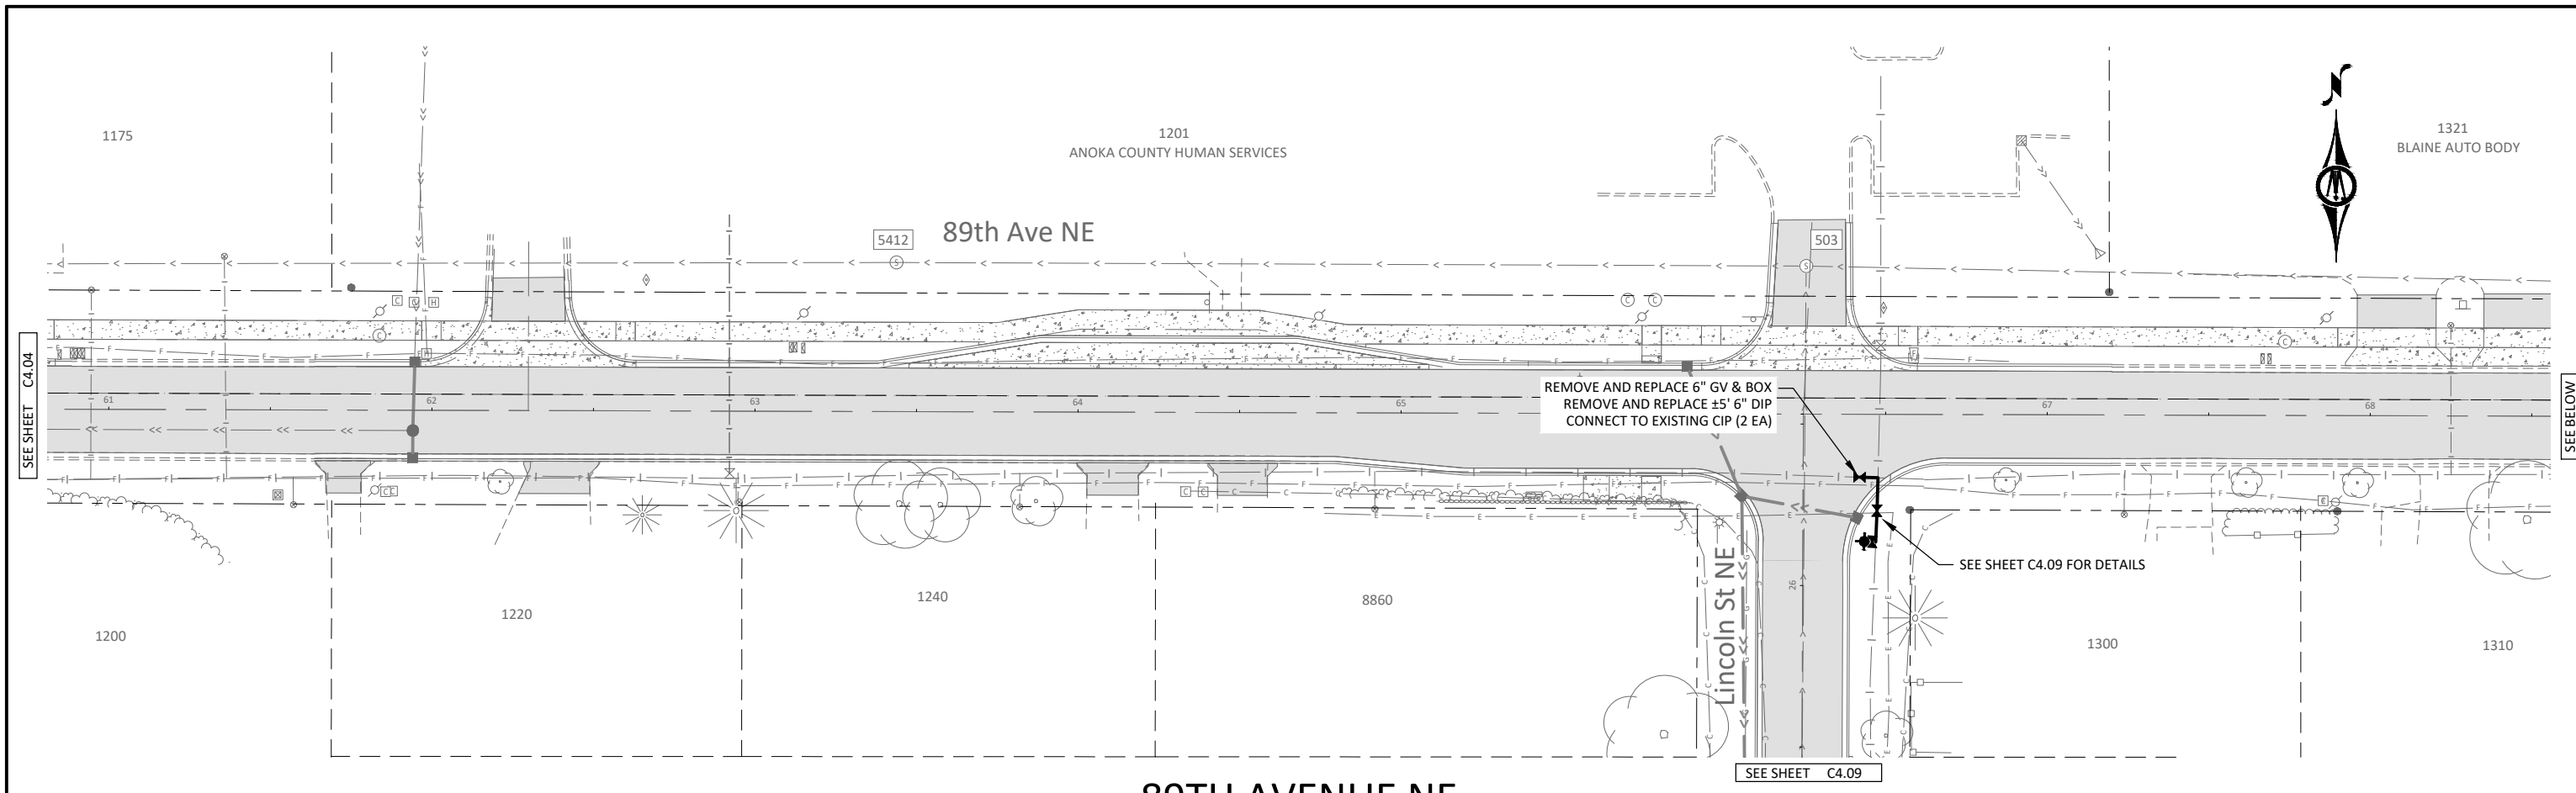 1175
1201
ANOKA COUNTY HUMAN SERVICES
N
1321
BLAINE AUTO BODY
5412
89th Ave NE
503
SEE SHEET C4.04
61
62
63
64
65
67
68
REMOVE AND REPLACE 6" GV & BOX
REMOVE AND REPLACE ±5' 6" DIP
CONNECT TO EXISTING CIP (2 EA)
SEE BELOW
SEE SHEET C4.09 FOR DETAILS
Lincoln St NE
26
1200
1220
1240
8860
1300
1310
SEE SHEET C4.09
89TH AVENUE NE